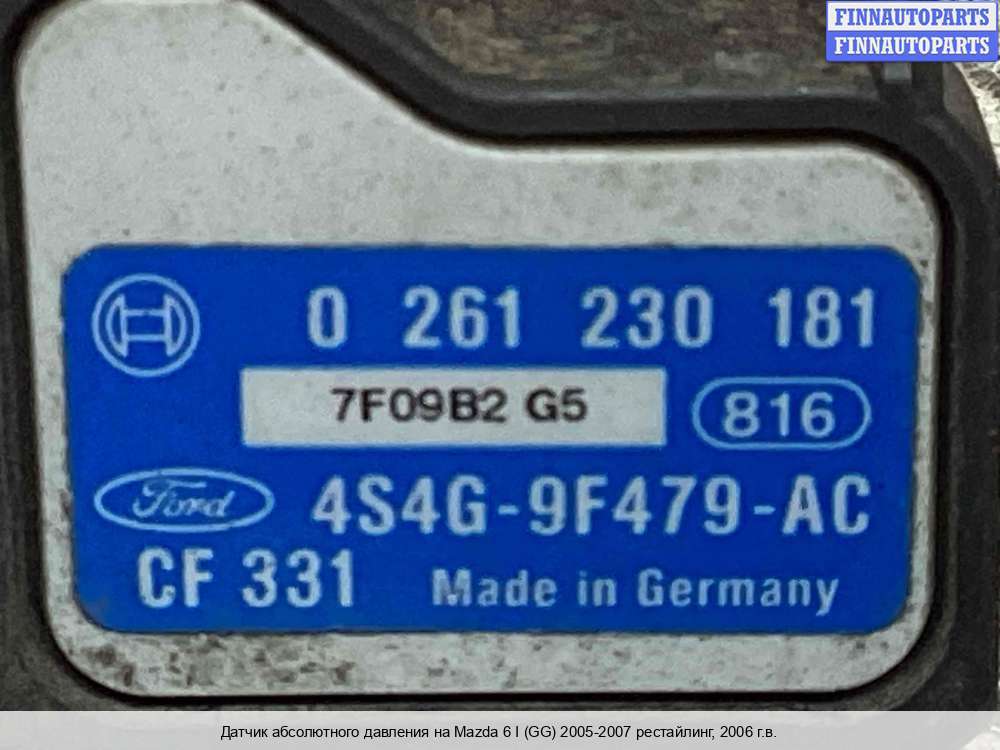 FINNAUTOPARTS
FINNAUTOPARTS
0 261 230 181
7F09B2 G5
816
Ford 4S4G-9F479-AC
CF 331 Made in Germany
Датчик абсолютного давления на Mazda 6 I (GG) 2005-2007 рестайлинг, 2006 г.в.